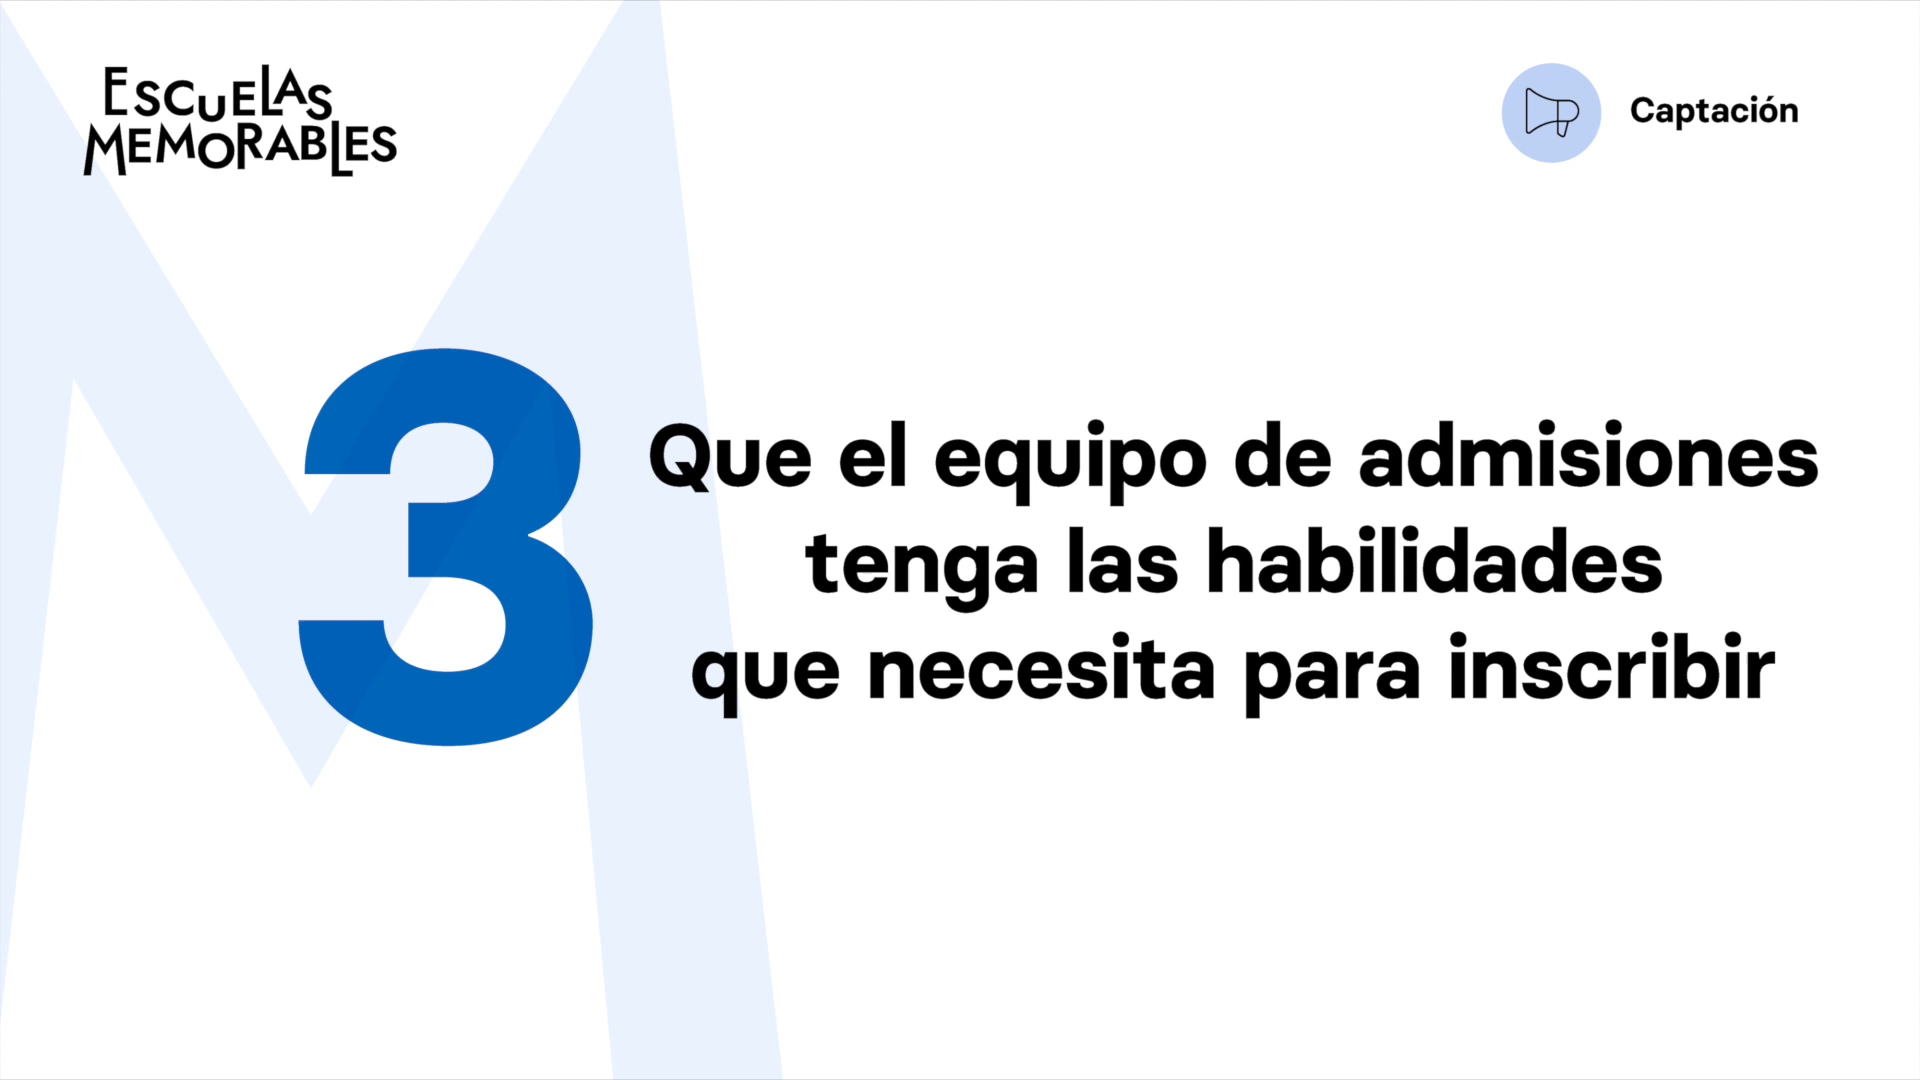 ESCUELAS
MEMORABLES
Captación
3
Que el equipo de admisiones
tenga las habilidades
que necesita para inscribir